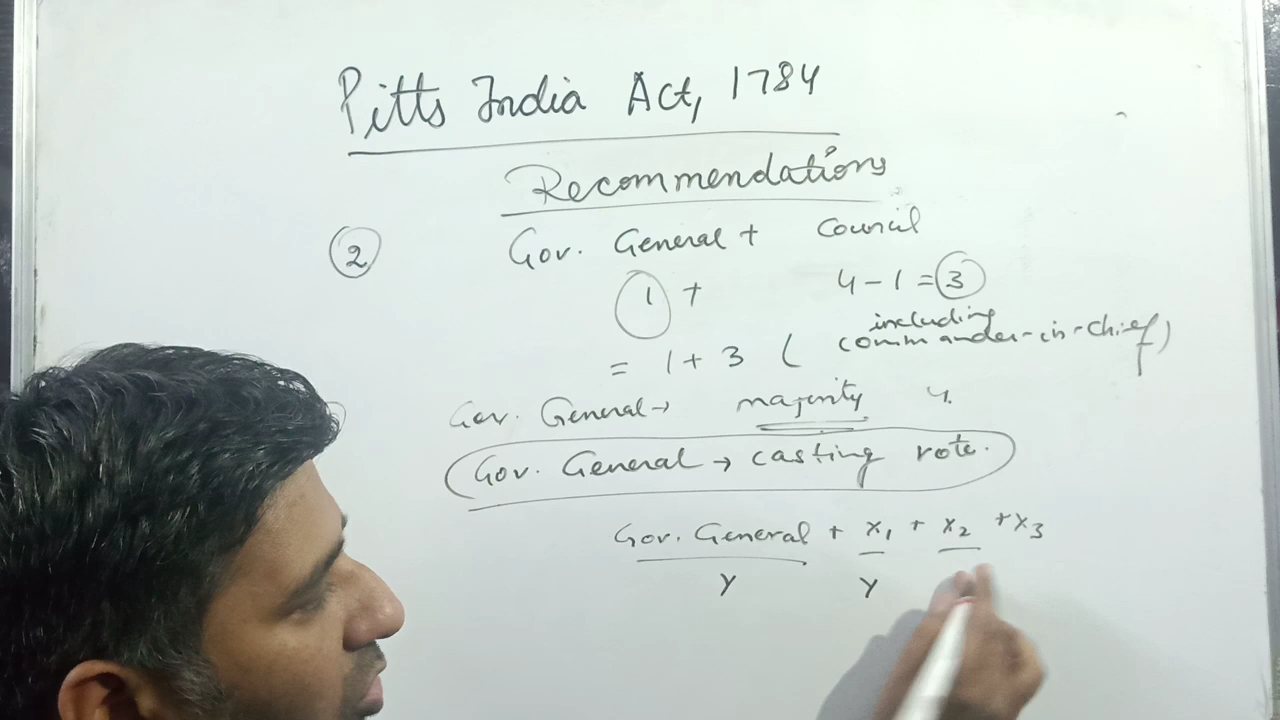 Pitts India Act, 1784
Recommendations
② Gov. General + Council
1 + 4 - 1 = 3
= 1 + 3 ( including commander-in-chief )
Gov. General → majority 4.
Gov. General → casting vote.
Gov. General + x₁ + x₂ + x₃
y y